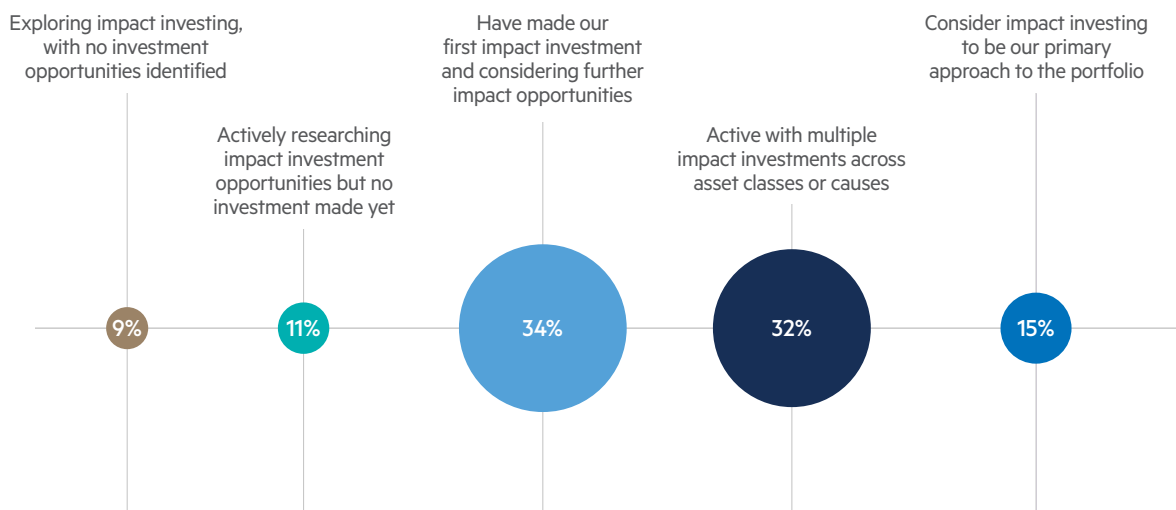 Exploring impact investing,
with no investment
opportunities identified
Actively researching
impact investment
opportunities but no
investment made yet
Have made our
first impact investment
and considering further
impact opportunities
Active with multiple
impact investments across
asset classes or causes
Consider impact investing
to be our primary
approach to the portfolio
9%
11%
34%
32%
15%